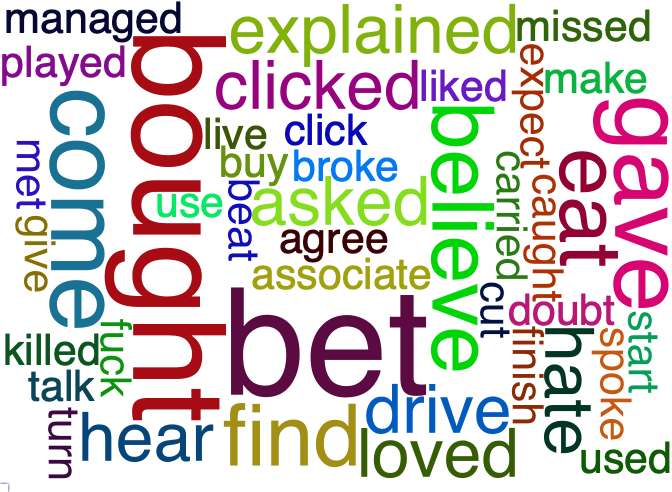 managed
explained
missed
played
bought
clicked
liked
expect
make
come
live
click
believe
gave
met
buy
broke
carried
eat
use
beat
asked
caught
give
agree
associate
cut
doubt
bet
killed
fuck
finish
hate
spoke
start
talk
drive
turn
hear
find
loved
used